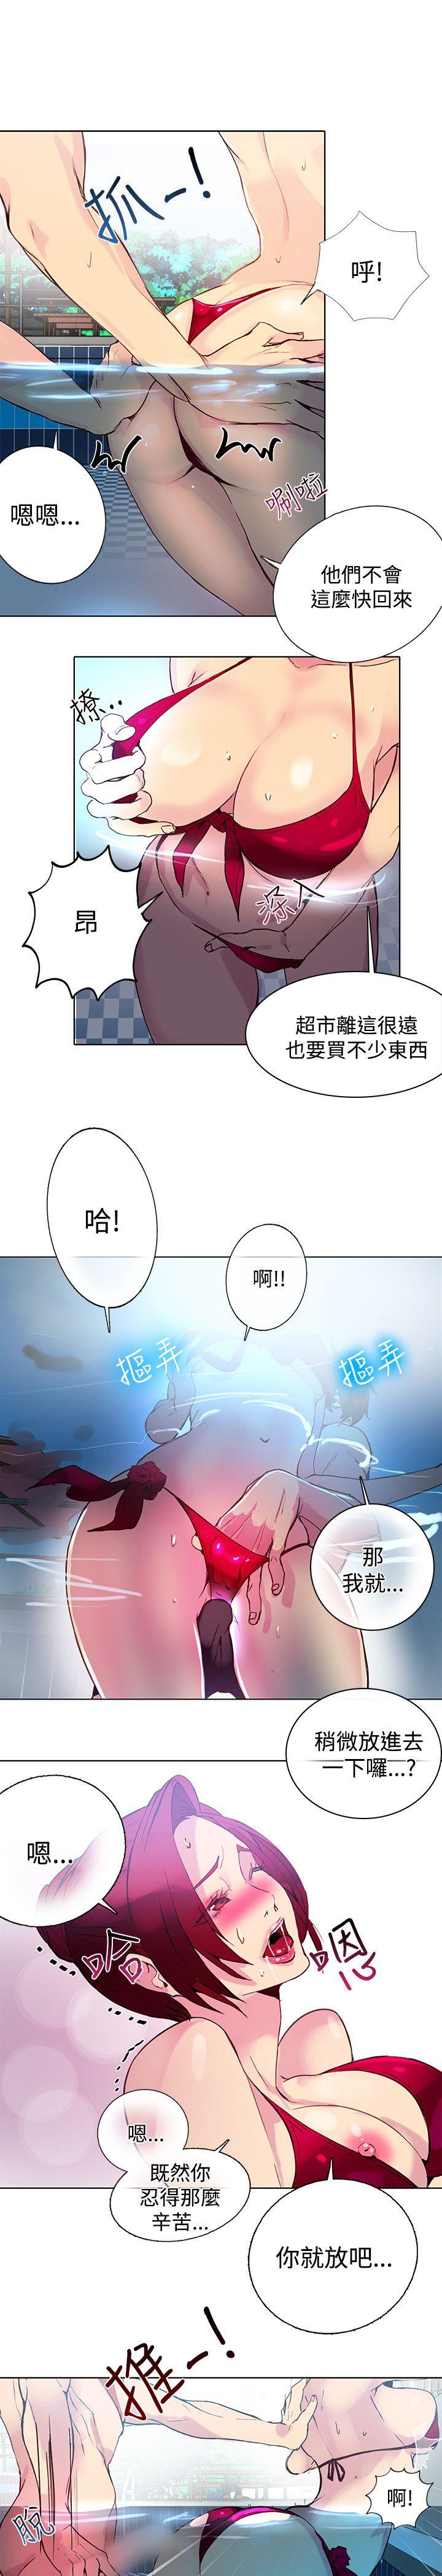 抓~!
呼!
嗯嗯...
唰啦
他們不會
這麼快回來
撩..
昂
深入
超市離這很遠
也要買不少東西
哈!
啊!!
摳弄
摳弄
那
我就...
稍微放進去
一下囉...?
嗯...
哈
嗯
嗯...
既然你
忍得那麼
辛苦...
你就放吧...
推~!
啊!
脫